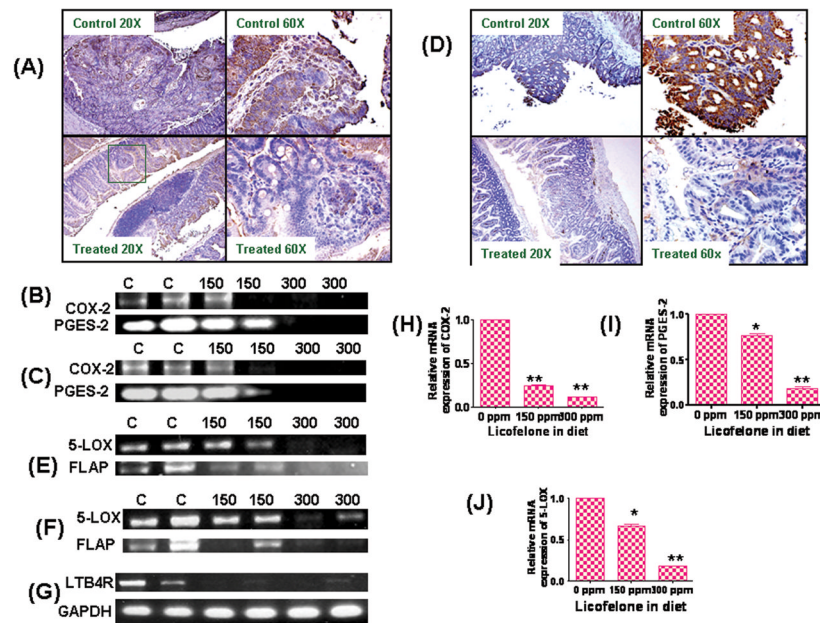 Control 20X
Control 60X
(A)
Treated 20X
Treated 60X
Control 20X
Control 60X
(D)
Treated 20X
Treated 60x
(B)
C C 150 150 300 300
COX-2
PGES-2
(C)
C C 150 150 300 300
COX-2
PGES-2
(E)
C C 150 150 300 300
5-LOX
FLAP
(F)
C C 150 150 300 300
5-LOX
FLAP
(G)
LTB4R
GAPDH
(H)
Relative mRNA
expression of COX-2
1.0
0.5
0.0
**
**
0 ppm
150 ppm
300 ppm
Licofelone in diet
(I)
Relative mRNA
expression of PGES-2
1.0
0.5
0.0
*
**
0 ppm
150 ppm
300 ppm
Licofelone in diet
(J)
Relative mRNA
expression of 5-LOX
1.0
0.5
0.0
*
**
0 ppm
150 ppm
300 ppm
Licofelone in diet